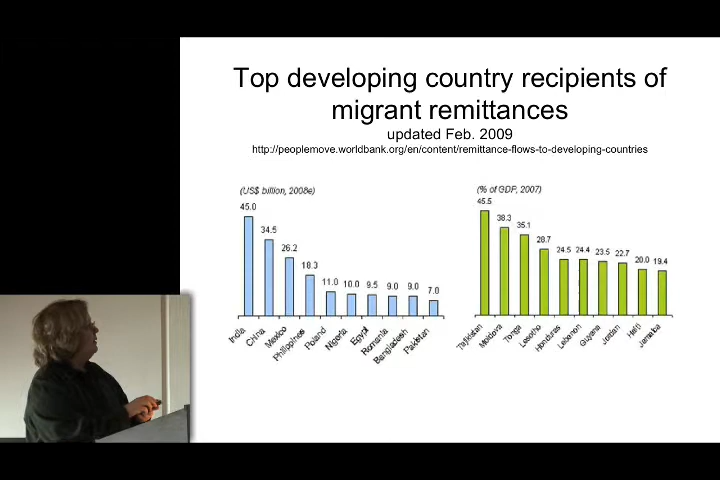 Top developing country recipients of
migrant remittances
updated Feb. 2009
http://peoplemove.worldbank.org/en/content/remittance-flows-to-developing-countries
(US$ billion, 2008e)
45.0
34.5
26.2
18.3
11.0
10.0
9.5
9.0
9.0
7.0
India
China
Mexico
Philippines
Poland
Nigeria
Egypt
Romania
Bangladesh
Pakistan
(% of GDP, 2007)
45.5
38.3
35.1
28.7
24.5
24.4
23.5
22.7
20.0
19.4
Tajikistan
Moldova
Tonga
Lesotho
Honduras
Lebanon
Guyana
Jordan
Haiti
Jamaica